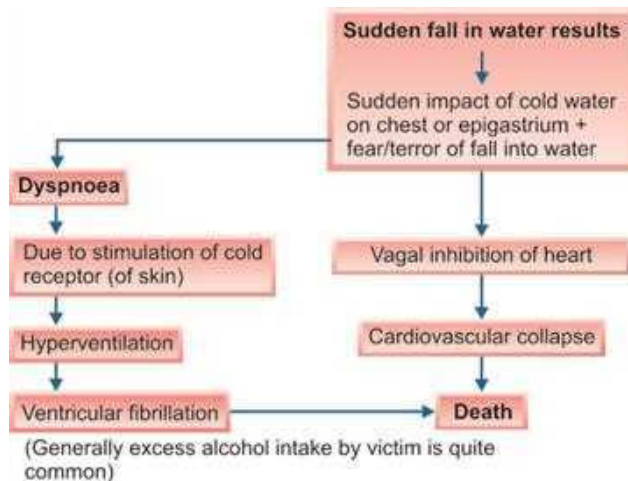 Sudden fall in water results
Sudden impact of cold water
on chest or epigastrium +
fear/terror of fall into water
Dyspnoea
Due to stimulation of cold
receptor (of skin)
Hyperventilation
Ventricular fibrillation
Vagal inhibition of heart
Cardiovascular collapse
Death
(Generally excess alcohol intake by victim is quite
common)